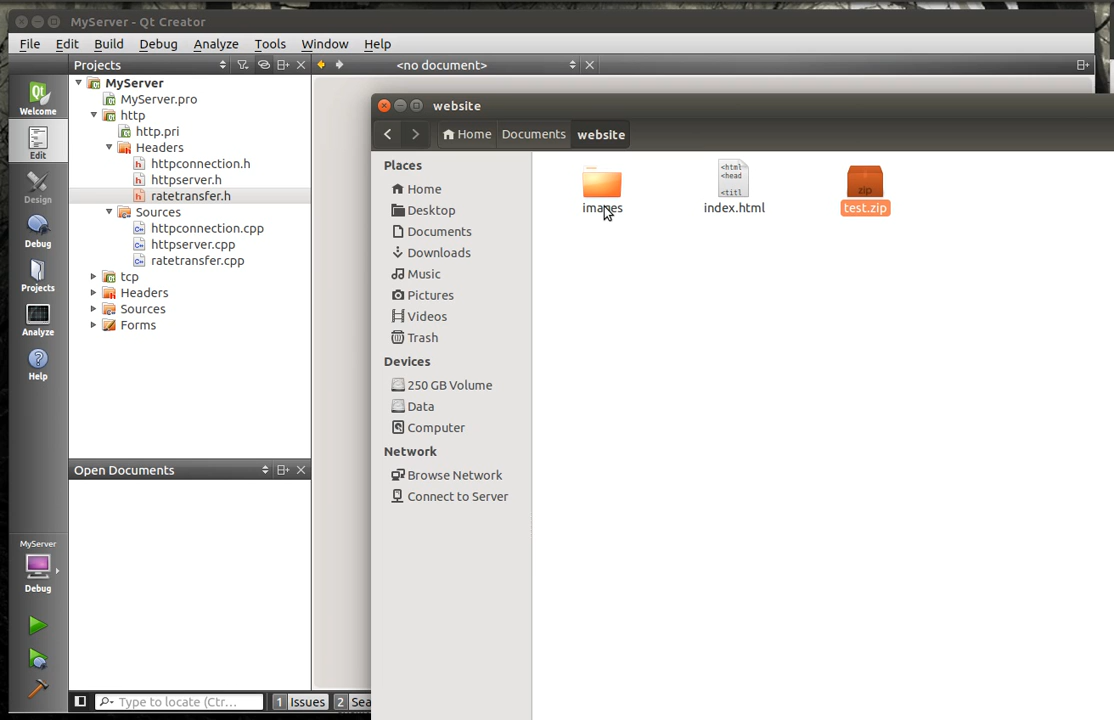 MyServer - Qt Creator
File Edit Build Debug Analyze Tools Window Help
Projects
<no document>
Welcome
Edit
Design
Debug
Projects
Analyze
Help
MyServer
MyServer.pro
http
http.pri
Headers
httpconnection.h
httpserver.h
ratetransfer.h
Sources
httpconnection.cpp
httpserver.cpp
ratetransfer.cpp
tcp
Headers
Sources
Forms
Open Documents
MyServer
Debug
Type to locate (Ctr...
1 Issues 2 Sea
website
Home Documents website
Places
Home
Desktop
Documents
Downloads
Music
Pictures
Videos
Trash
Devices
250 GB Volume
Data
Computer
Network
Browse Network
Connect to Server
<html
<head
<titl
zip
images index.html test.zip